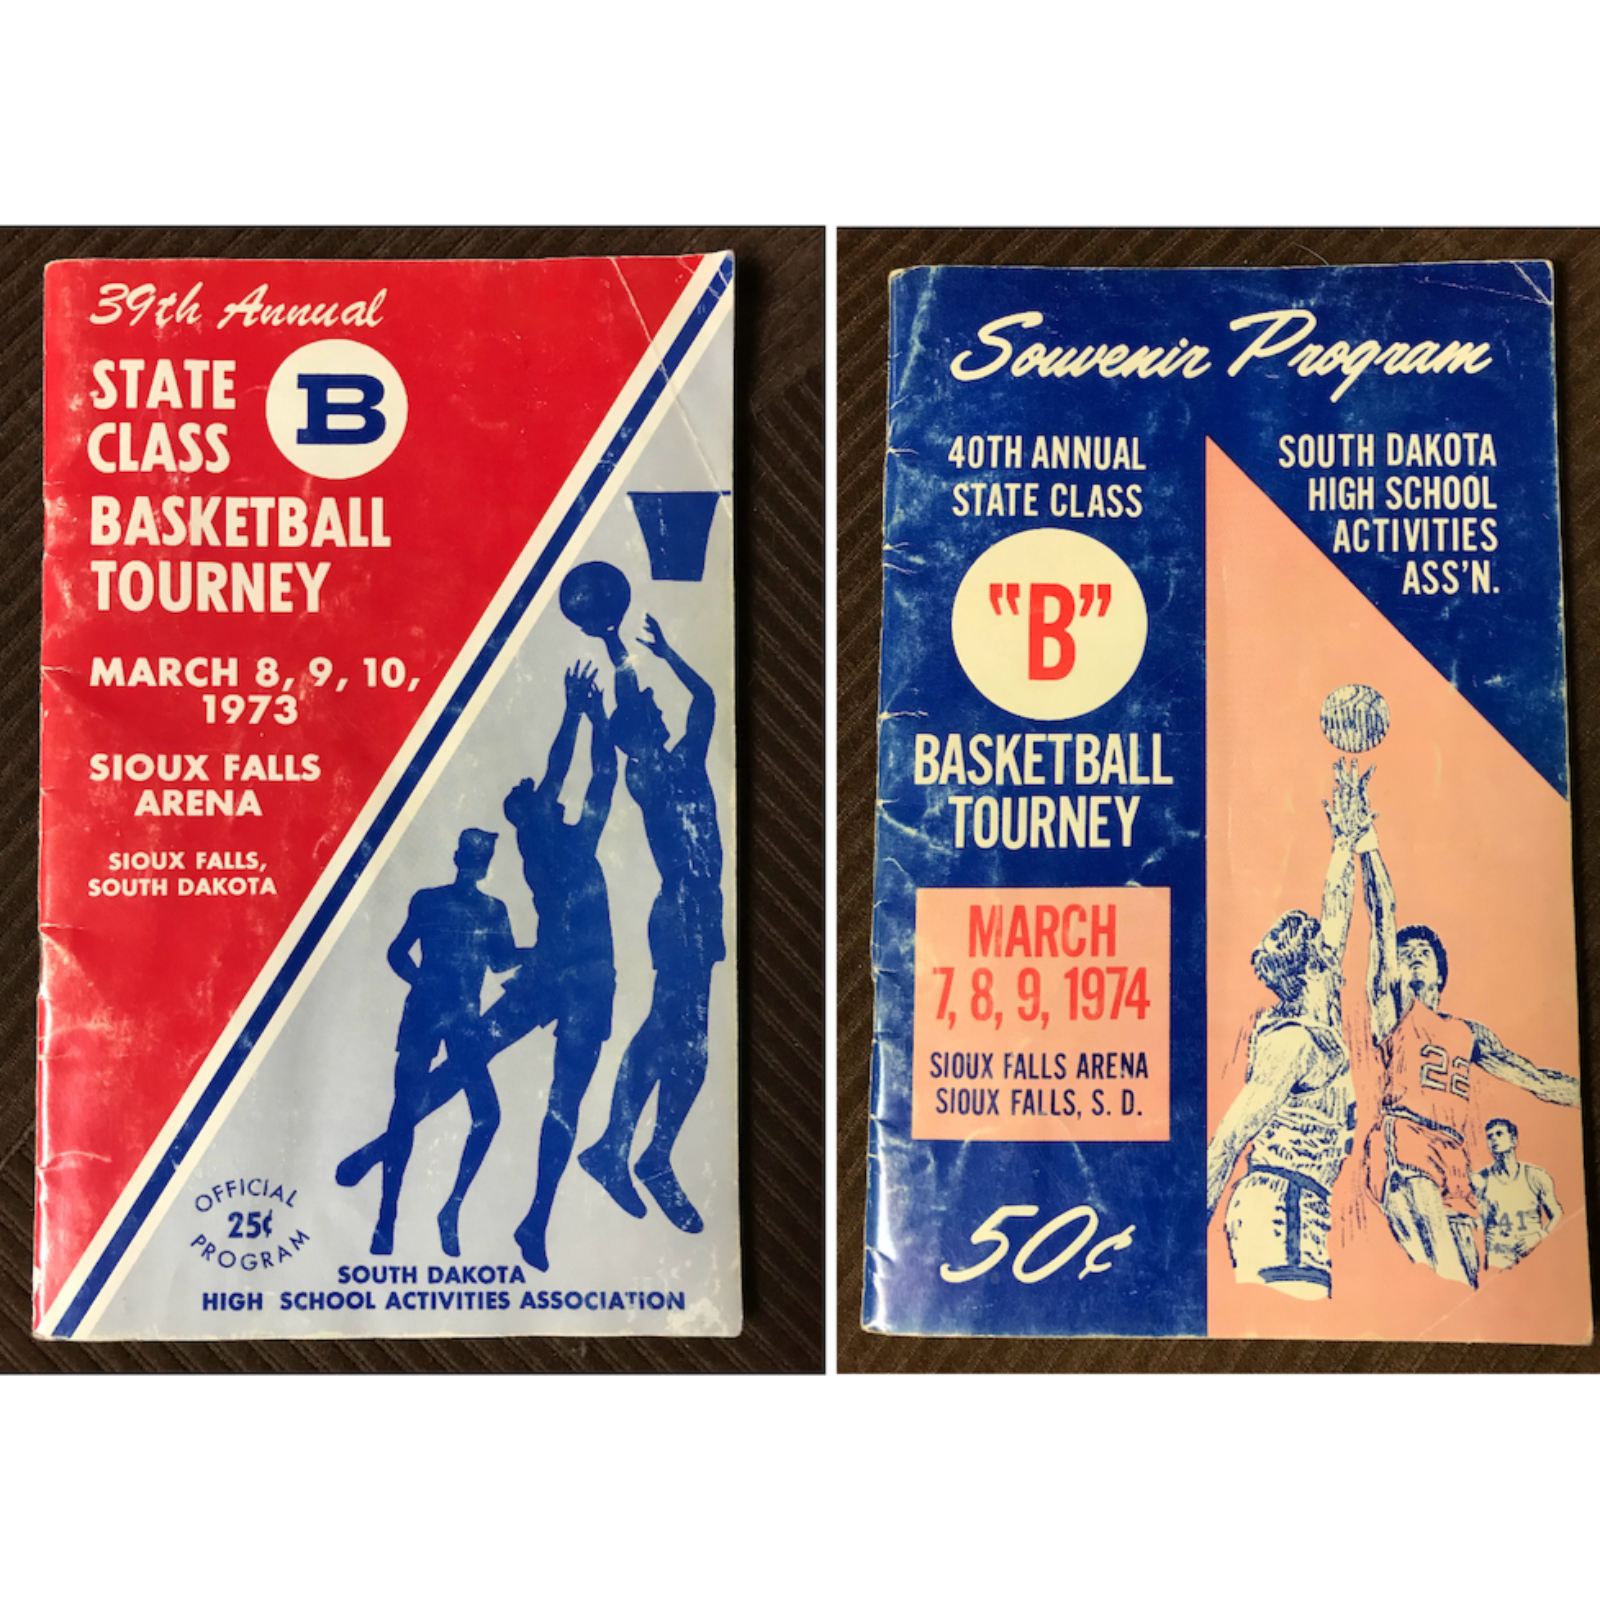 39th Annual
STATE
CLASS
B
BASKETBALL
TOURNEY
MARCH 8, 9, 10,
1973
SIOUX FALLS
ARENA
SIOUX FALLS,
SOUTH DAKOTA
OFFICIAL
25¢
PROGRAM
SOUTH DAKOTA
HIGH SCHOOL ACTIVITIES ASSOCIATION
Souvenir Program
40TH ANNUAL
STATE CLASS
"B"
BASKETBALL
TOURNEY
SOUTH DAKOTA
HIGH SCHOOL
ACTIVITIES
ASS'N.
MARCH
7, 8, 9, 1974
SIOUX FALLS ARENA
SIOUX FALLS, S. D.
50¢
22
41